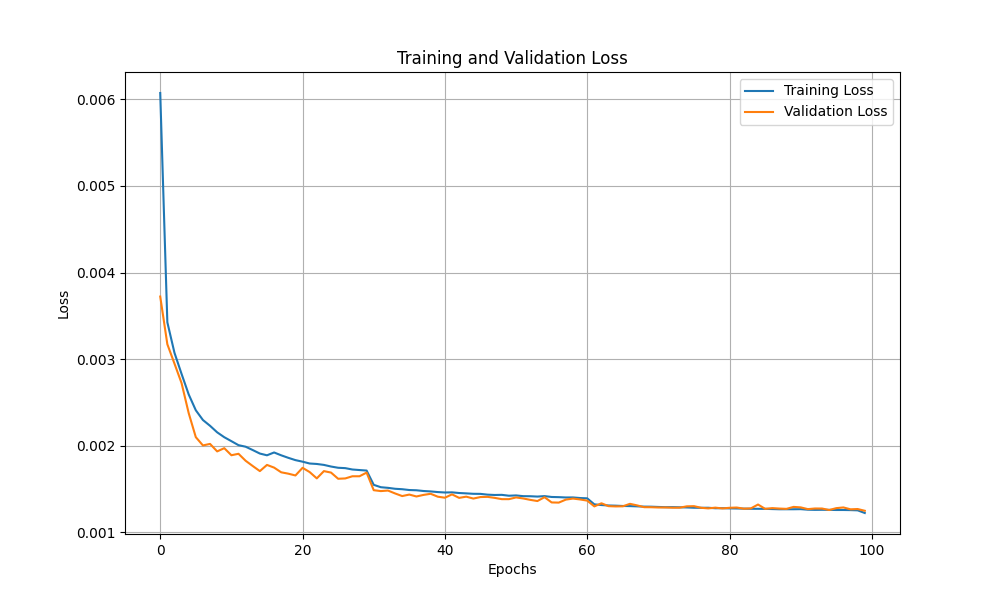 Training and Validation Loss
Training Loss
Validation Loss
0.006
0.005
0.004
0.003
0.002
0.001
Loss
0 20 40 60 80 100
Epochs